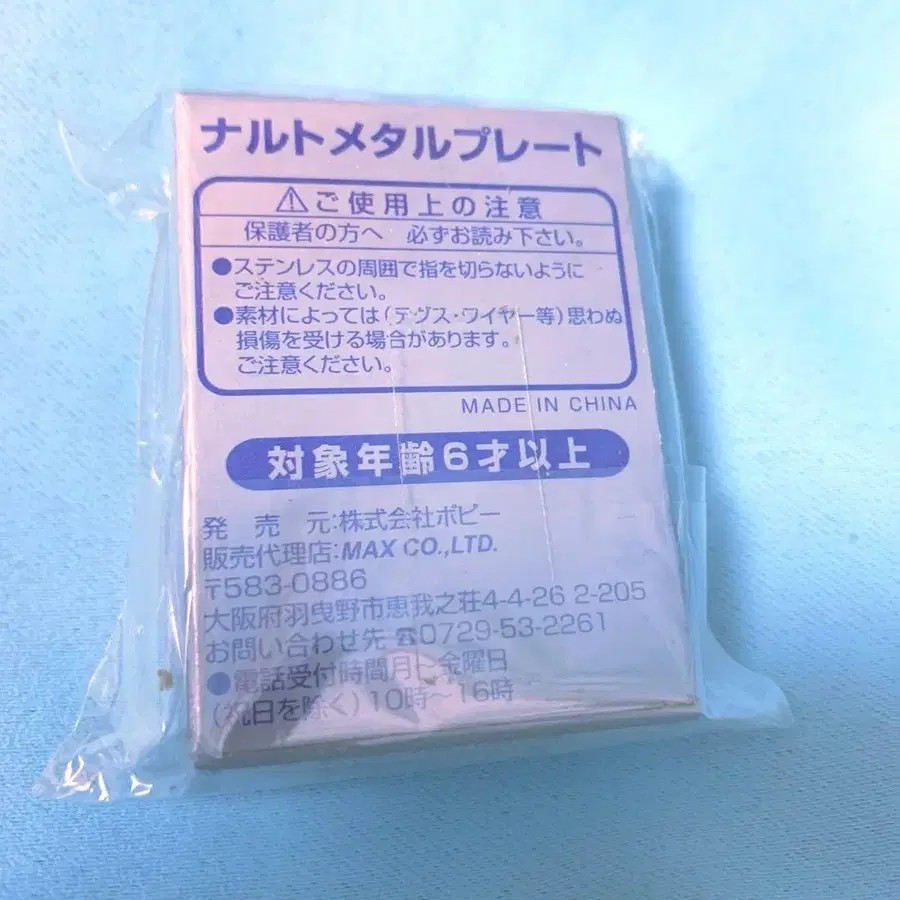 ナルトメタルプレート
⚠ご使用上の注意
保護者の方へ 必ずお読み下さい。
●ステンレスの周囲で指を切らないように
ご注意ください。
●素材によっては(テグス・ワイヤー等)思わぬ
損傷を受ける場合があります。
ご注意ください。
MADE IN CHINA
対象年齢6才以上
発売元:株式会社ポピー
販売代理店:MAX CO.,LTD.
〒583-0886
大阪府羽曳野市恵我之荘4-4-26 2-205
お問い合わせ先 ☎0729-53-2261
●電話受付時間月〜金曜日
(祝日を除く)10時〜16時